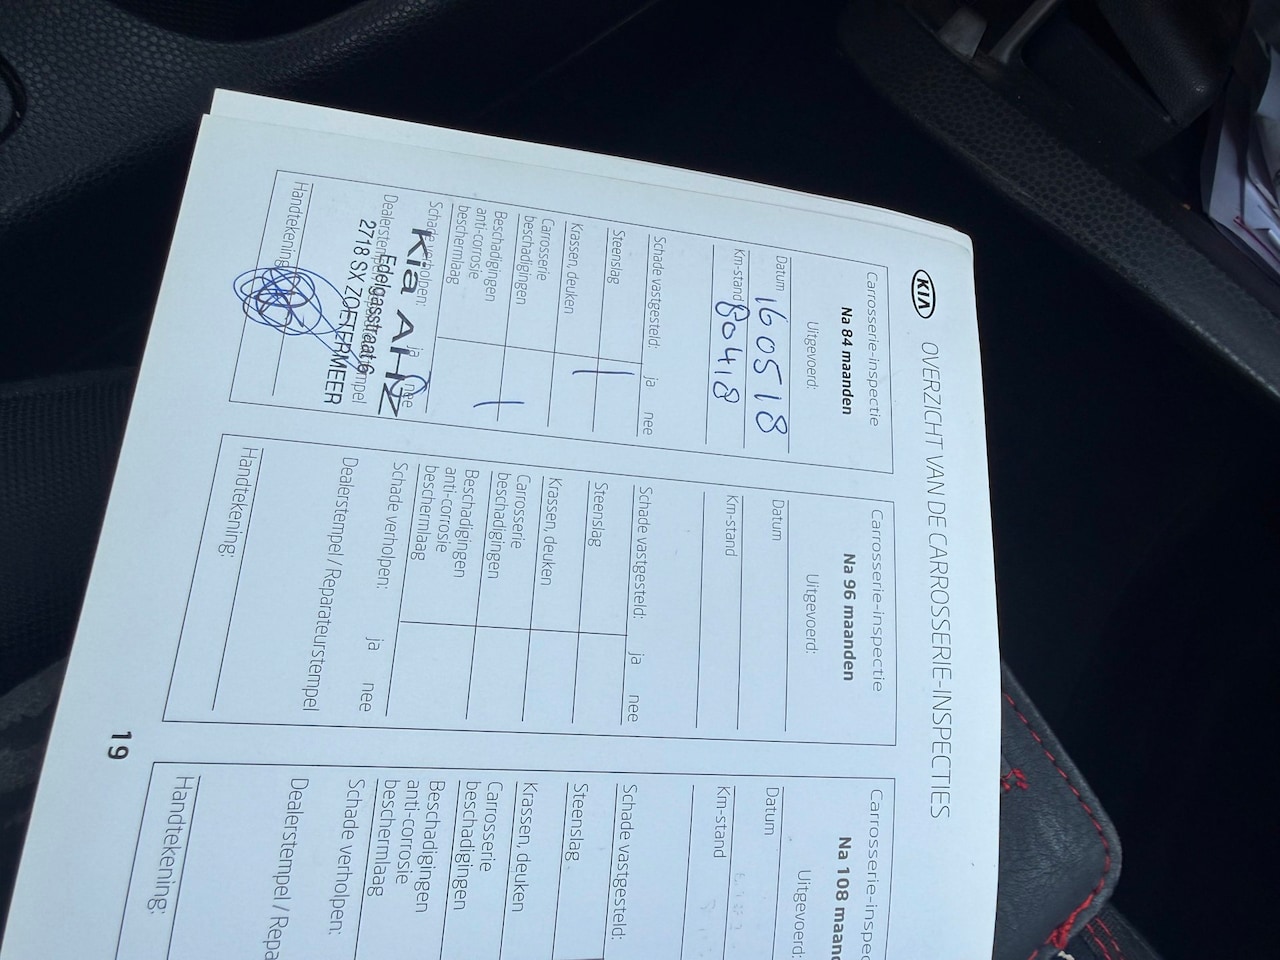 KIA
OVERZICHT VAN DE CARROSSERIE-INSPECTIES
Carrosserie-inspectie
Na 84 maanden
Uitgevoerd:
Datum 16 05 18
Km-stand 80418
Schade vastgesteld: ja nee
Steenslag
Krassen, deuken
Carrosserie
beschadigingen
Beschadigingen
anti-corrosie
beschermlaag
Schade verholpen: ja nee
Kia AHZ
Edelgasstraat 6
2718 SX ZOETERMEER
Handtekening:
Carrosserie-inspectie
Na 96 maanden
Uitgevoerd:
Datum
Km-stand
Schade vastgesteld: ja nee
Steenslag
Krassen, deuken
Carrosserie
beschadigingen
Beschadigingen
anti-corrosie
beschermlaag
Schade verholpen: ja nee
Dealerstempel / Reparateurstempel
Handtekening:
Carrosserie-inspec
Na 108 maan
Uitgevoerd:
Datum
Km-stand
Schade vastgesteld:
Steenslag
Krassen, deuken
Carrosserie
beschadigingen
Beschadigingen
anti-corrosie
beschermlaag
Schade verholpen:
Dealerstempel / Repa
Handtekening:
19